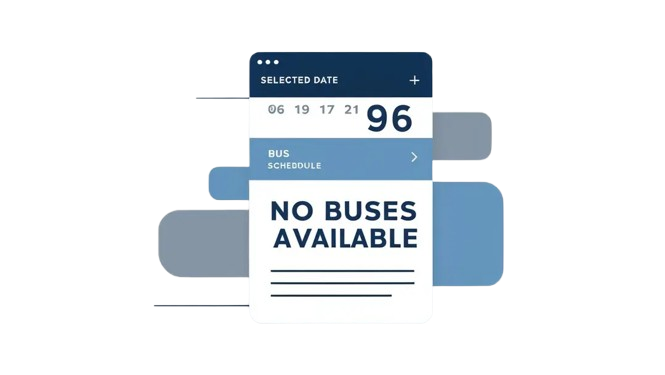 SELECTED DATE +
06 19 17 21 96
BUS
SCHEDDULE
NO BUSES
AVAILABLE